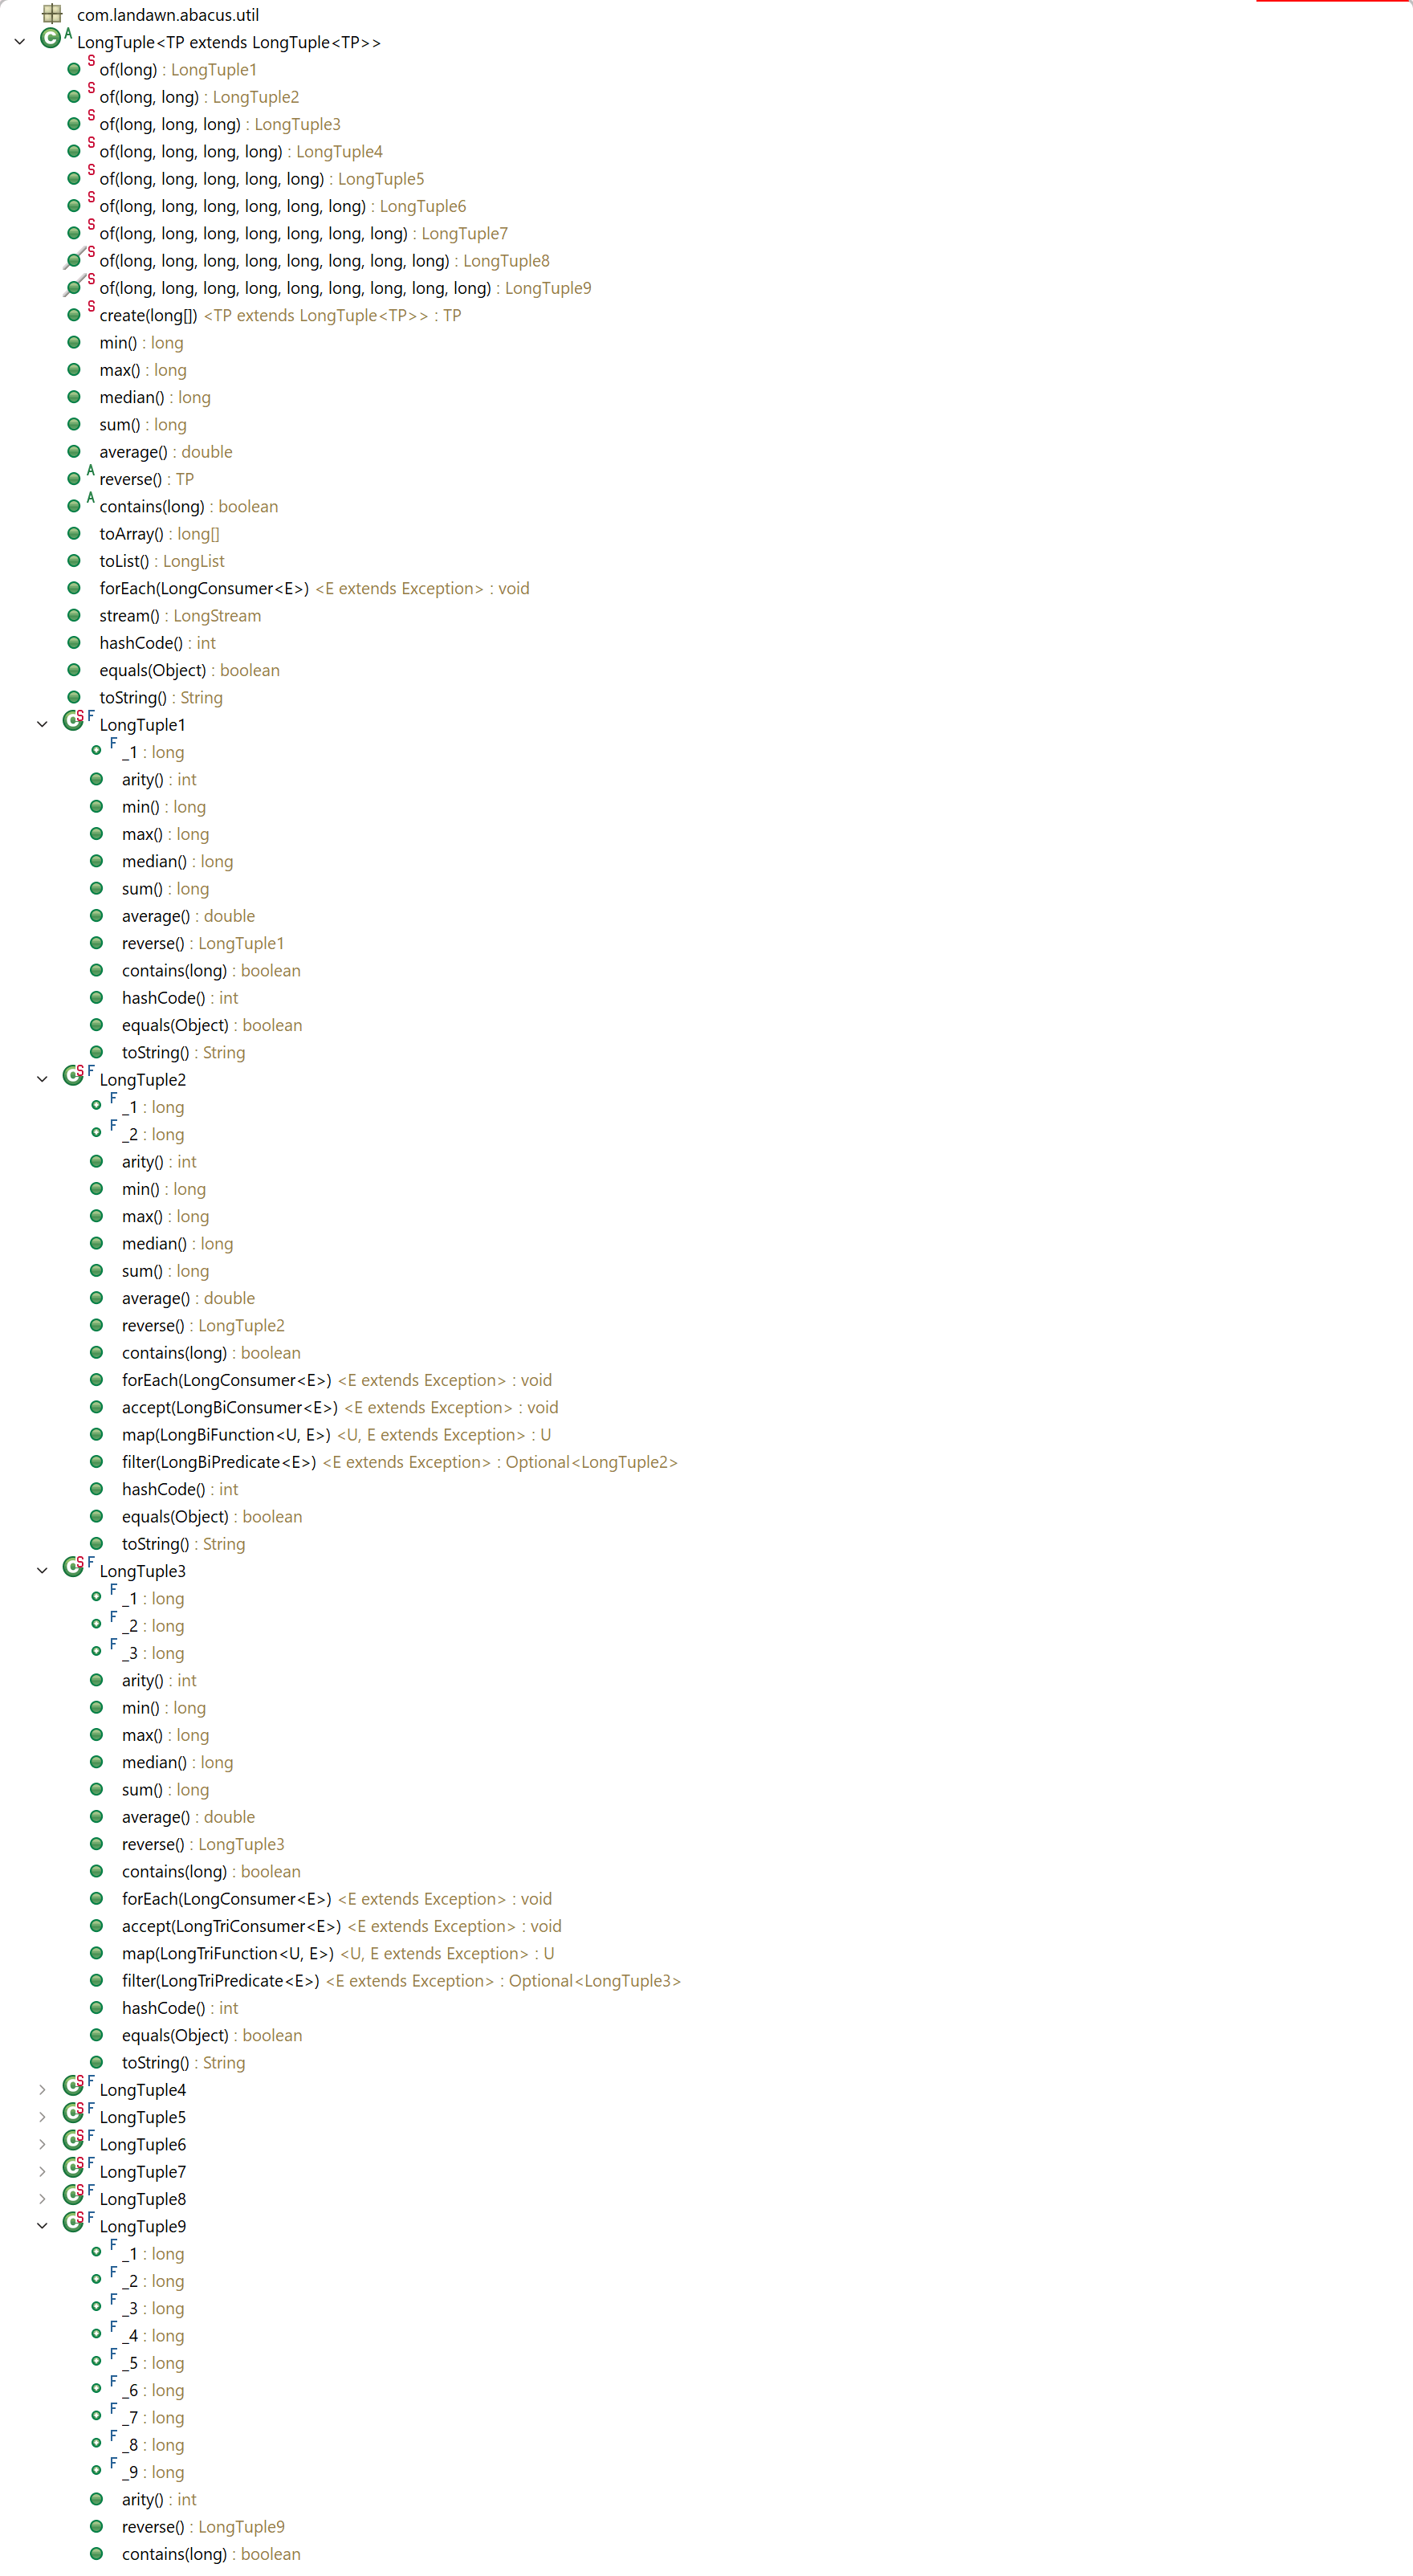 com.landawn.abacus.util
LongTuple<TP extends LongTuple<TP>>
of(long) : LongTuple1
of(long, long) : LongTuple2
of(long, long, long) : LongTuple3
of(long, long, long, long) : LongTuple4
of(long, long, long, long, long) : LongTuple5
of(long, long, long, long, long, long) : LongTuple6
of(long, long, long, long, long, long, long) : LongTuple7
of(long, long, long, long, long, long, long, long) : LongTuple8
of(long, long, long, long, long, long, long, long, long) : LongTuple9
create(long[]) <TP extends LongTuple<TP>> : TP
min() : long
max() : long
median() : long
sum() : long
average() : double
reverse() : TP
contains(long) : boolean
toArray() : long[]
toList() : LongList
forEach(LongConsumer<E>) <E extends Exception> : void
stream() : LongStream
hashCode() : int
equals(Object) : boolean
toString() : String
LongTuple1
_1 : long
arity() : int
min() : long
max() : long
median() : long
sum() : long
average() : double
reverse() : LongTuple1
contains(long) : boolean
hashCode() : int
equals(Object) : boolean
toString() : String
LongTuple2
_1 : long
_2 : long
arity() : int
min() : long
max() : long
median() : long
sum() : long
average() : double
reverse() : LongTuple2
contains(long) : boolean
forEach(LongConsumer<E>) <E extends Exception> : void
accept(LongBiConsumer<E>) <E extends Exception> : void
map(LongBiFunction<U, E>) <U, E extends Exception> : U
filter(LongBiPredicate<E>) <E extends Exception> : Optional<LongTuple2>
hashCode() : int
equals(Object) : boolean
toString() : String
LongTuple3
_1 : long
_2 : long
_3 : long
arity() : int
min() : long
max() : long
median() : long
sum() : long
average() : double
reverse() : LongTuple3
contains(long) : boolean
forEach(LongConsumer<E>) <E extends Exception> : void
accept(LongTriConsumer<E>) <E extends Exception> : void
map(LongTriFunction<U, E>) <U, E extends Exception> : U
filter(LongTriPredicate<E>) <E extends Exception> : Optional<LongTuple3>
hashCode() : int
equals(Object) : boolean
toString() : String
LongTuple4
LongTuple5
LongTuple6
LongTuple7
LongTuple8
LongTuple9
_1 : long
_2 : long
_3 : long
_4 : long
_5 : long
_6 : long
_7 : long
_8 : long
_9 : long
arity() : int
reverse() : LongTuple9
contains(long) : boolean